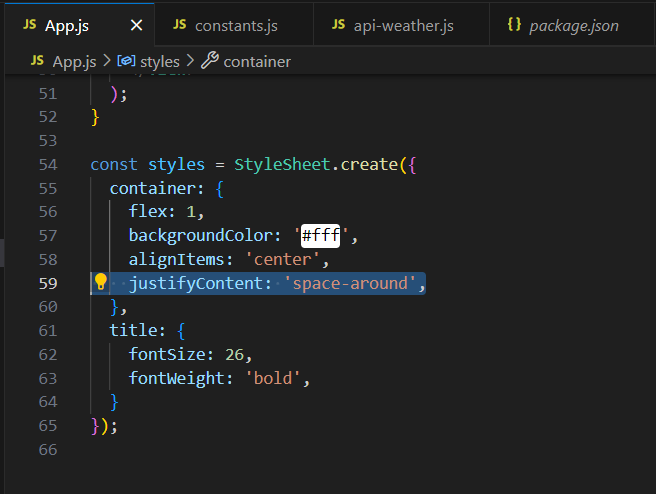 JS App.js ×
JS constants.js
JS api-weather.js
{} package.json
JS App.js > styles > container
51 );
52 }
53
54 const styles = StyleSheet.create({
55 container: {
56 flex: 1,
57 backgroundColor: '#fff',
58 alignItems: 'center',
59 justifyContent: 'space-around',
60 },
61 title: {
62 fontSize: 26,
63 fontWeight: 'bold',
64 }
65 });
66